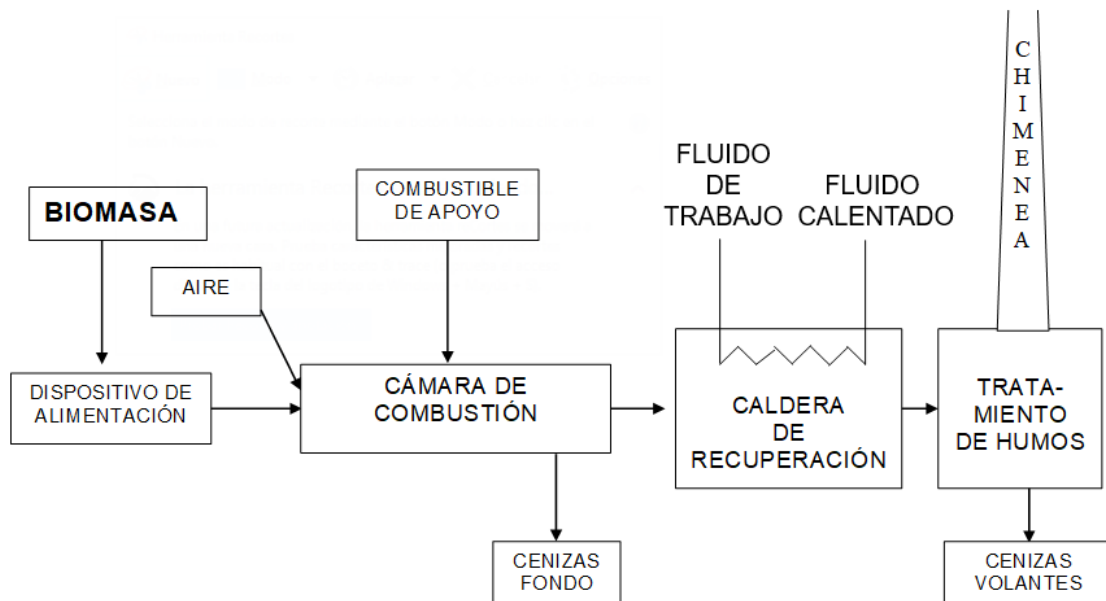 BIOMASA
AIRE
COMBUSTIBLE
DE APOYO
DISPOSITIVO DE
ALIMENTACIÓN
CÁMARA DE
COMBUSTIÓN
CENIZAS
FONDO
FLUIDO
DE
TRABAJO
FLUIDO
CALENTADO
CALDERA
DE
RECUPERACIÓN
CHIMENEA
TRATA-
MIENTO
DE HUMOS
CENIZAS
VOLANTES